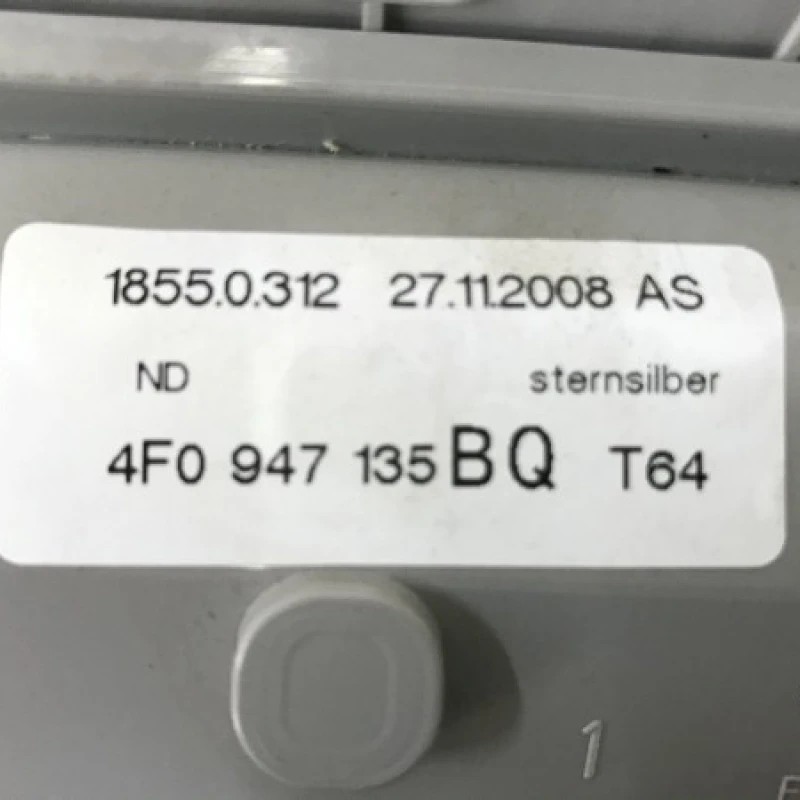 1855.0.312 27.11.2008 AS
ND sternsilber
4F0 947 135 BQ T64
1